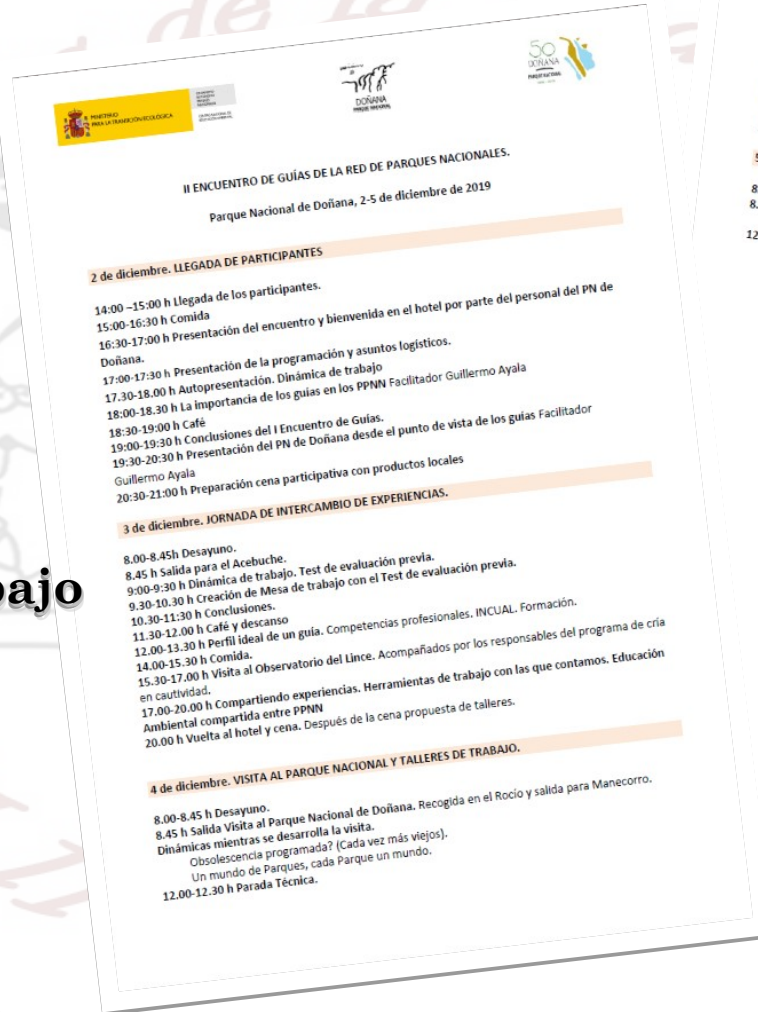 MINISTERIO
PARA LA TRANSICIÓN ECOLÓGICA
DOÑANA
PARQUE NACIONAL
50
DOÑANA
PARQUE NACIONAL
II ENCUENTRO DE GUÍAS DE LA RED DE PARQUES NACIONALES.
Parque Nacional de Doñana, 2-5 de diciembre de 2019
2 de diciembre. LLEGADA DE PARTICIPANTES
14:00 –15:00 h Llegada de los participantes.
15:00-16:30 h Comida
16:30-17:00 h Presentación del encuentro y bienvenida en el hotel por parte del personal del PN de
Doñana.
17:00-17:30 h Presentación de la programación y asuntos logísticos.
17.30-18.00 h Autopresentación. Dinámica de trabajo
18:00-18.30 h La importancia de los guías en los PPNN Facilitador Guillermo Ayala
18:30-19:00 h Café
19:00-19:30 h Conclusiones del I Encuentro de Guías.
19:30-20:30 h Presentación del PN de Doñana desde el punto de vista de los guías Facilitador
Guillermo Ayala
20:30-21:00 h Preparación cena participativa con productos locales
3 de diciembre. JORNADA DE INTERCAMBIO DE EXPERIENCIAS.
8.00-8.45h Desayuno.
8.45 h Salida para el Acebuche.
9:00-9:30 h Dinámica de trabajo. Test de evaluación previa.
9.30-10.30 h Creación de Mesa de trabajo con el Test de evaluación previa.
10.30-11:30 h Conclusiones.
11.30-12.00 h Café y descanso
12.00-13.30 h Perfil ideal de un guía. Competencias profesionales. INCUAL. Formación.
14.00-15.30 h Comida.
15.30-17.00 h Visita al Observatorio del Lince. Acompañados por los responsables del programa de cría
en cautividad.
17.00-20.00 h Compartiendo experiencias. Herramientas de trabajo con las que contamos. Educación
Ambiental compartida entre PPNN
20.00 h Vuelta al hotel y cena. Después de la cena propuesta de talleres.
4 de diciembre. VISITA AL PARQUE NACIONAL Y TALLERES DE TRABAJO.
8.00-8.45 h Desayuno.
8.45 h Salida Visita al Parque Nacional de Doñana. Recogida en el Rocío y salida para Manecorro.
Dinámicas mientras se desarrolla la visita.
Obsolescencia programada? (Cada vez más viejos).
Un mundo de Parques, cada Parque un mundo.
12.00-12.30 h Parada Técnica.
bajo
5
8
8.
12